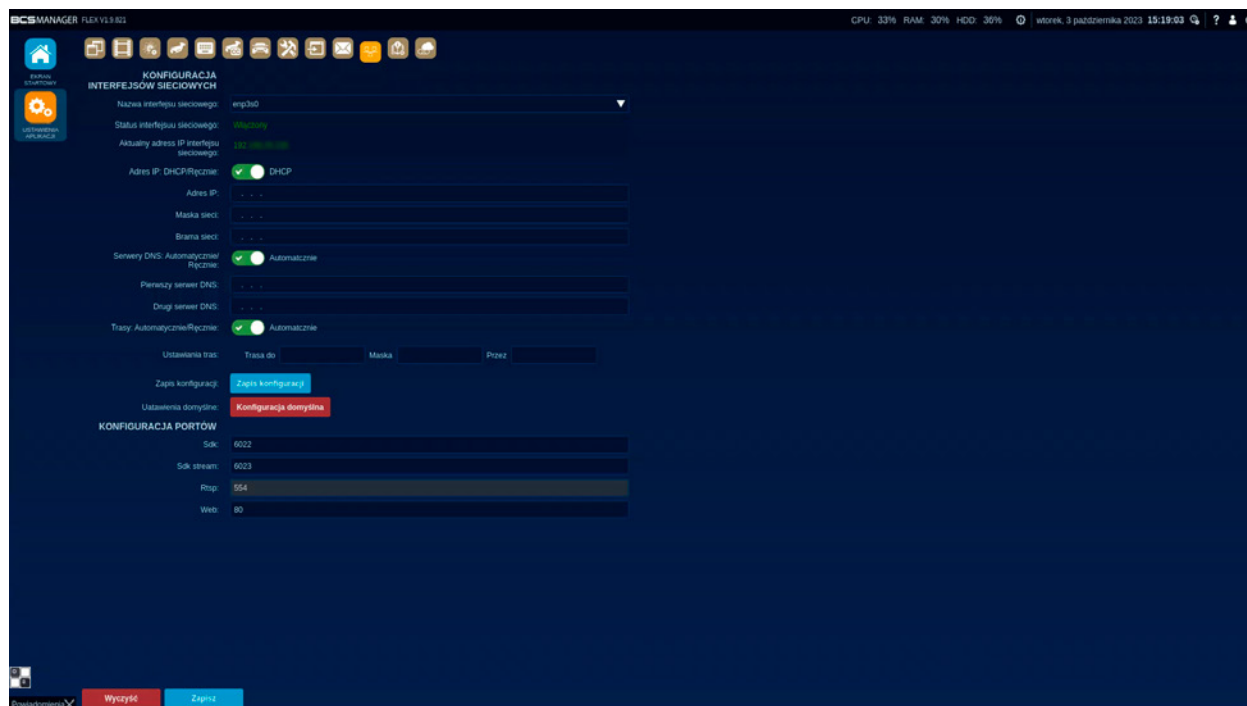 BCSMANAGER FLEX V1.9.821
CPU: 33% RAM: 30% HDD: 36% wtorek, 3 października 2023 15:19:03 ?
EKRAN
STARTOWY
USTAWIENIA
APLIKACJI
KONFIGURACJA
INTERFEJSÓW SIECIOWYCH
Nazwa interfejsu sieciowego: enp3s0
Status interfejsuu sieciowego: Włączony
Aktualny adress IP interfejsu
sieciowego:
192
Adres IP: DHCP/Ręcznie: DHCP
Adres IP: . . .
Maska sieci: . . .
Brama sieci: . . .
Serwery DNS: Automatycznie/
Ręcznie:
Automatcznie
Pierwszy serwer DNS: . . .
Drugi serwer DNS: . . .
Trasy: Automatycznie/Ręcznie: Automatcznie
Ustawiania tras: Trasa do Maska Przez
Zapis konfiguracji: Zapis konfiguracji
Ustawienia domyślne: Konfiguracja domyślna
KONFIGURACJA PORTÓW
Sdk: 6022
Sdk stream: 6023
Rtsp: 554
Web: 80
Powiadomienia
Wyczyść Zapisz